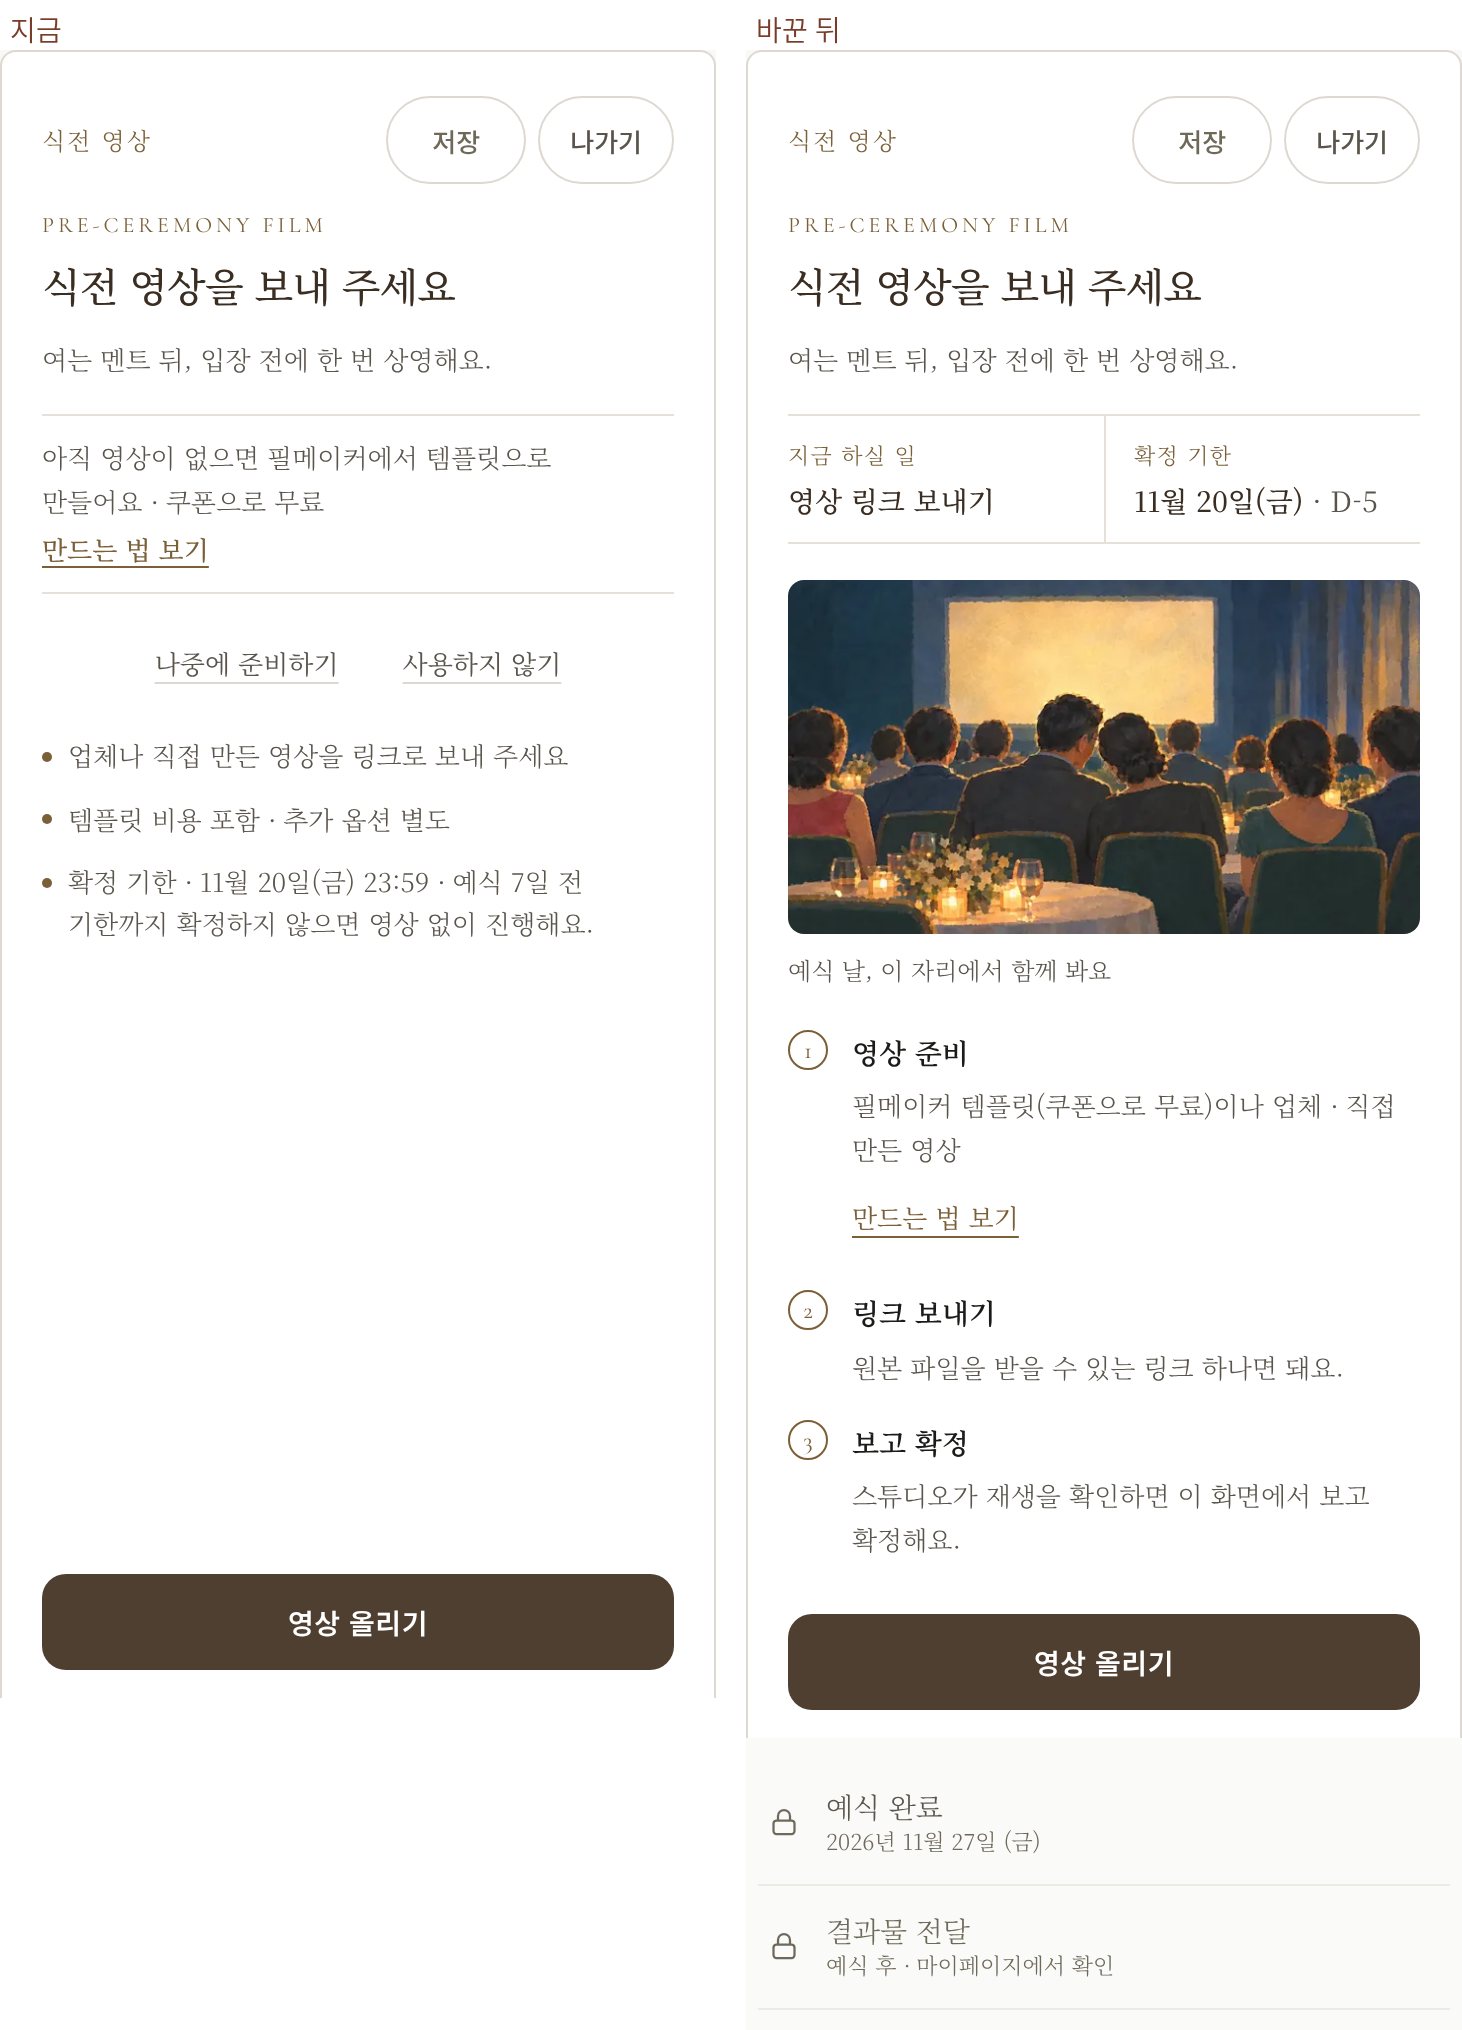 지금
식전 영상
저장
나가기
PRE-CEREMONY FILM
식전 영상을 보내 주세요
여는 멘트 뒤, 입장 전에 한 번 상영해요.
아직 영상이 없으면 필메이커에서 템플릿으로
만들어요 · 쿠폰으로 무료
만드는 법 보기
나중에 준비하기
사용하지 않기
업체나 직접 만든 영상을 링크로 보내 주세요
템플릿 비용 포함 · 추가 옵션 별도
확정 기한 · 11월 20일(금) 23:59 · 예식 7일 전
기한까지 확정하지 않으면 영상 없이 진행해요.
영상 올리기
바꾼 뒤
식전 영상
저장
나가기
PRE-CEREMONY FILM
식전 영상을 보내 주세요
여는 멘트 뒤, 입장 전에 한 번 상영해요.
지금 하실 일
영상 링크 보내기
확정 기한
11월 20일(금) · D-5
예식 날, 이 자리에서 함께 봐요
1
영상 준비
필메이커 템플릿(쿠폰으로 무료)이나 업체 · 직접
만든 영상
만드는 법 보기
2
링크 보내기
원본 파일을 받을 수 있는 링크 하나면 돼요.
3
보고 확정
스튜디오가 재생을 확인하면 이 화면에서 보고
확정해요.
영상 올리기
예식 완료
2026년 11월 27일 (금)
결과물 전달
예식 후 · 마이페이지에서 확인